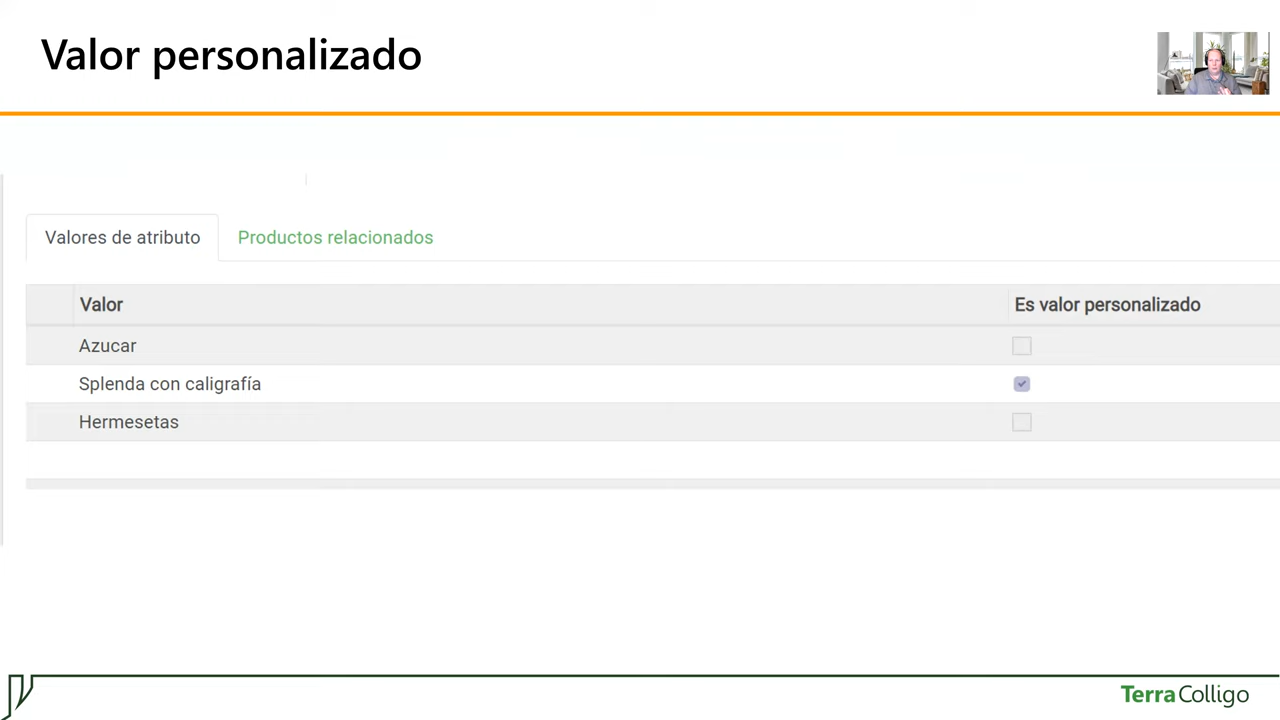 Valor personalizado
Valores de atributo Productos relacionados
Valor Es valor personalizado
Azucar
Splenda con caligrafía
Hermesetas
TerraColligo